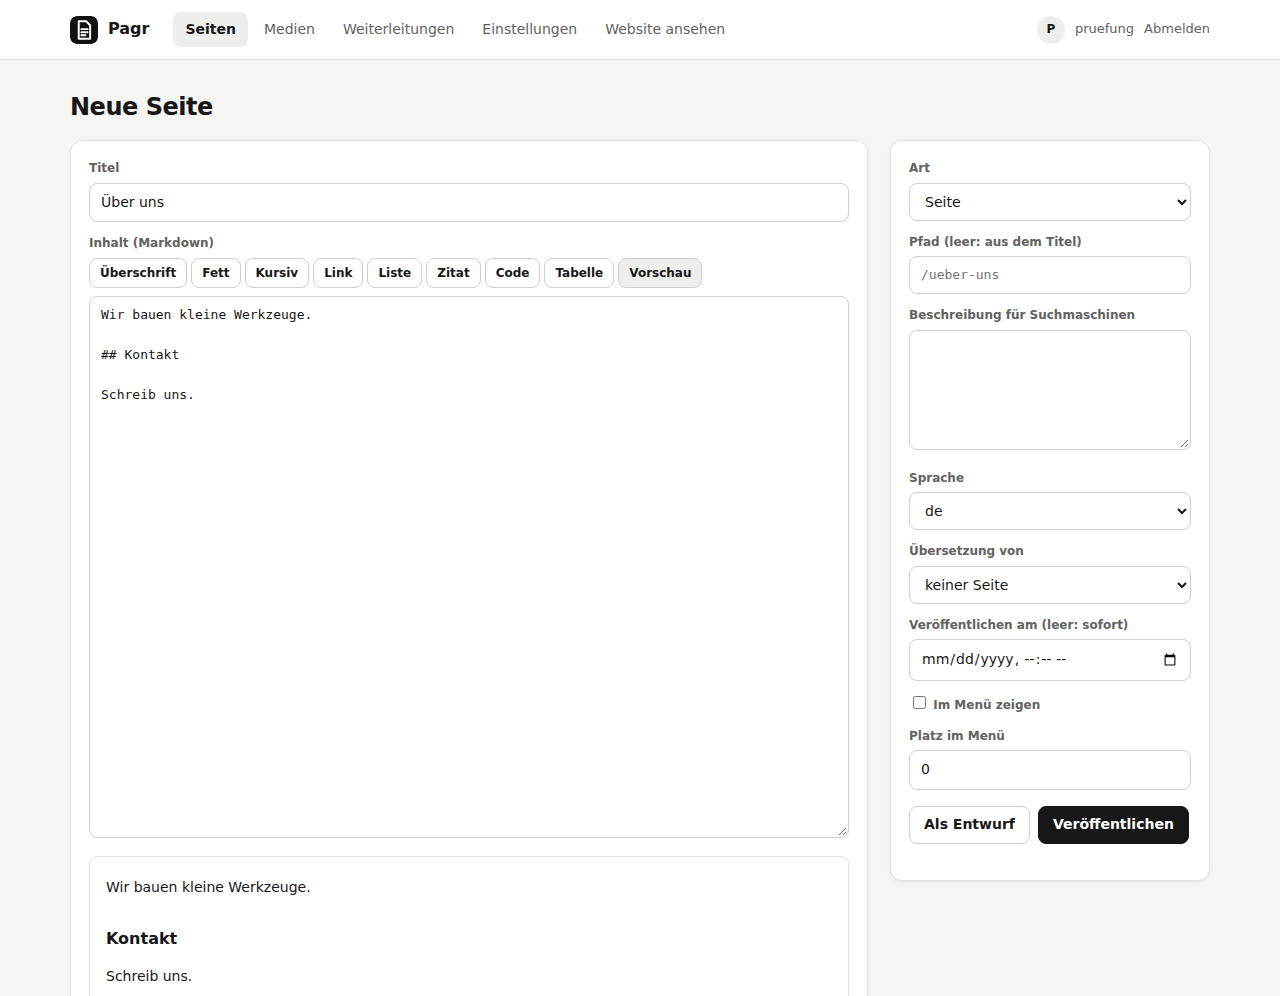 Pagr Seiten Medien Weiterleitungen Einstellungen Website ansehen P pruefung Abmelden
Neue Seite
Titel
Über uns
Inhalt (Markdown)
Überschrift Fett Kursiv Link Liste Zitat Code Tabelle Vorschau
Wir bauen kleine Werkzeuge.
## Kontakt
Schreib uns.
Wir bauen kleine Werkzeuge.
Kontakt
Schreib uns.
Art
Seite
Pfad (leer: aus dem Titel)
/ueber-uns
Beschreibung für Suchmaschinen
Sprache
de
Übersetzung von
keiner Seite
Veröffentlichen am (leer: sofort)
mm/dd/yyyy, --:-- --
Im Menü zeigen
Platz im Menü
0
Als Entwurf Veröffentlichen